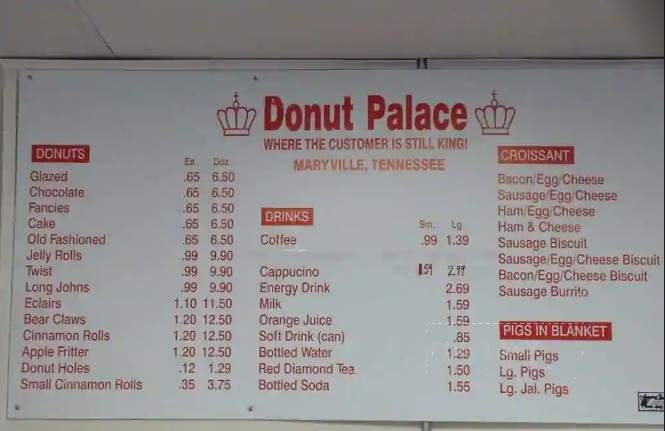 Donut Palace
WHERE THE CUSTOMER IS STILL KING!
MARYVILLE, TENNESSEE
DONUTS
Ea. Doz.
Glazed .65 6.50
Chocolate .65 6.50
Fancies .65 6.50
Cake .65 6.50
Old Fashioned .65 6.50
Jelly Rolls .99 9.90
Twist .99 9.90
Long Johns .99 9.90
Eclairs 1.10 11.50
Bear Claws 1.20 12.50
Cinnamon Rolls 1.20 12.50
Apple Fritter 1.20 12.50
Donut Holes .12 1.29
Small Cinnamon Rolls .35 3.75
DRINKS
Sm. Lg
Coffee .99 1.39
Cappucino 1.59 2.19
Energy Drink 2.69
Milk 1.59
Orange Juice 1.59
Soft Drink (can) .85
Bottled Water 1.29
Red Diamond Tea 1.50
Bottled Soda 1.55
CROISSANT
Bacon/Egg/Cheese
Sausage/Egg/Cheese
Ham/Egg/Cheese
Ham & Cheese
Sausage Biscuit
Sausage/Egg/Cheese Biscuit
Bacon/Egg/Cheese Biscuit
Sausage Burrito
PIGS IN BLANKET
Small Pigs
Lg. Pigs
Lg. Jal. Pigs